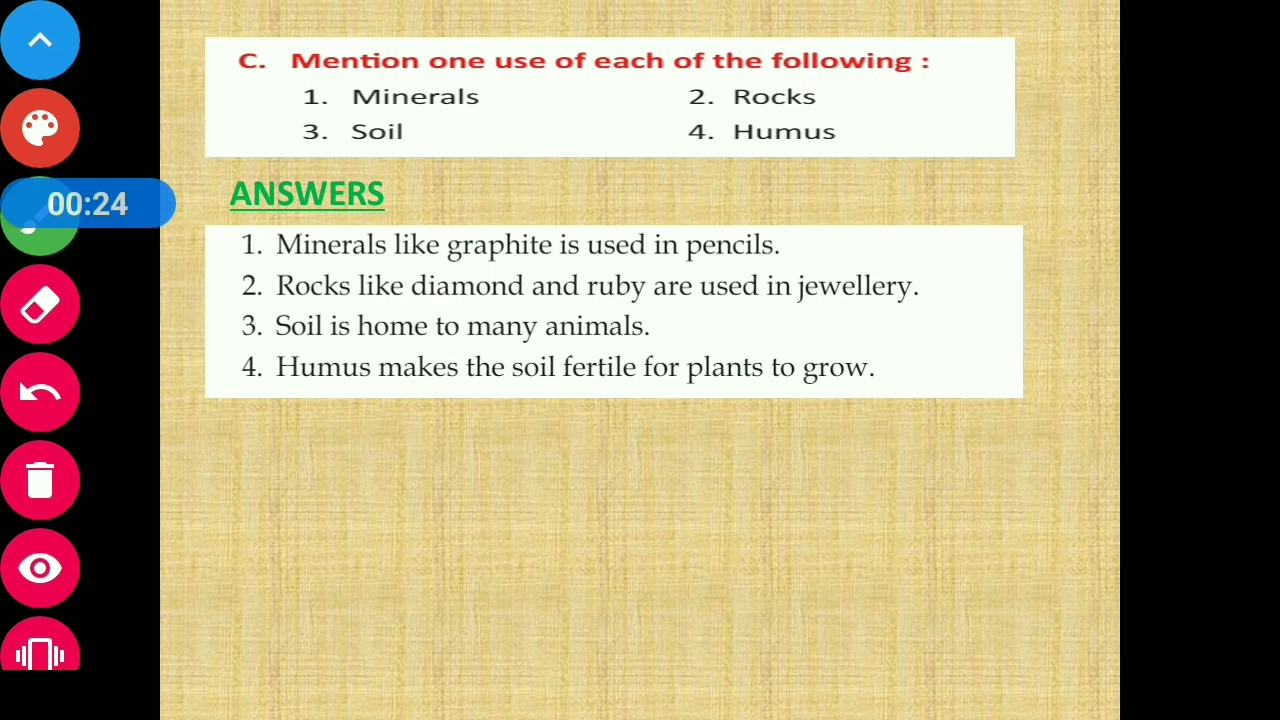 C. Mention one use of each of the following :
1. Minerals 2. Rocks
3. Soil 4. Humus
00:24
ANSWERS
1. Minerals like graphite is used in pencils.
2. Rocks like diamond and ruby are used in jewellery.
3. Soil is home to many animals.
4. Humus makes the soil fertile for plants to grow.